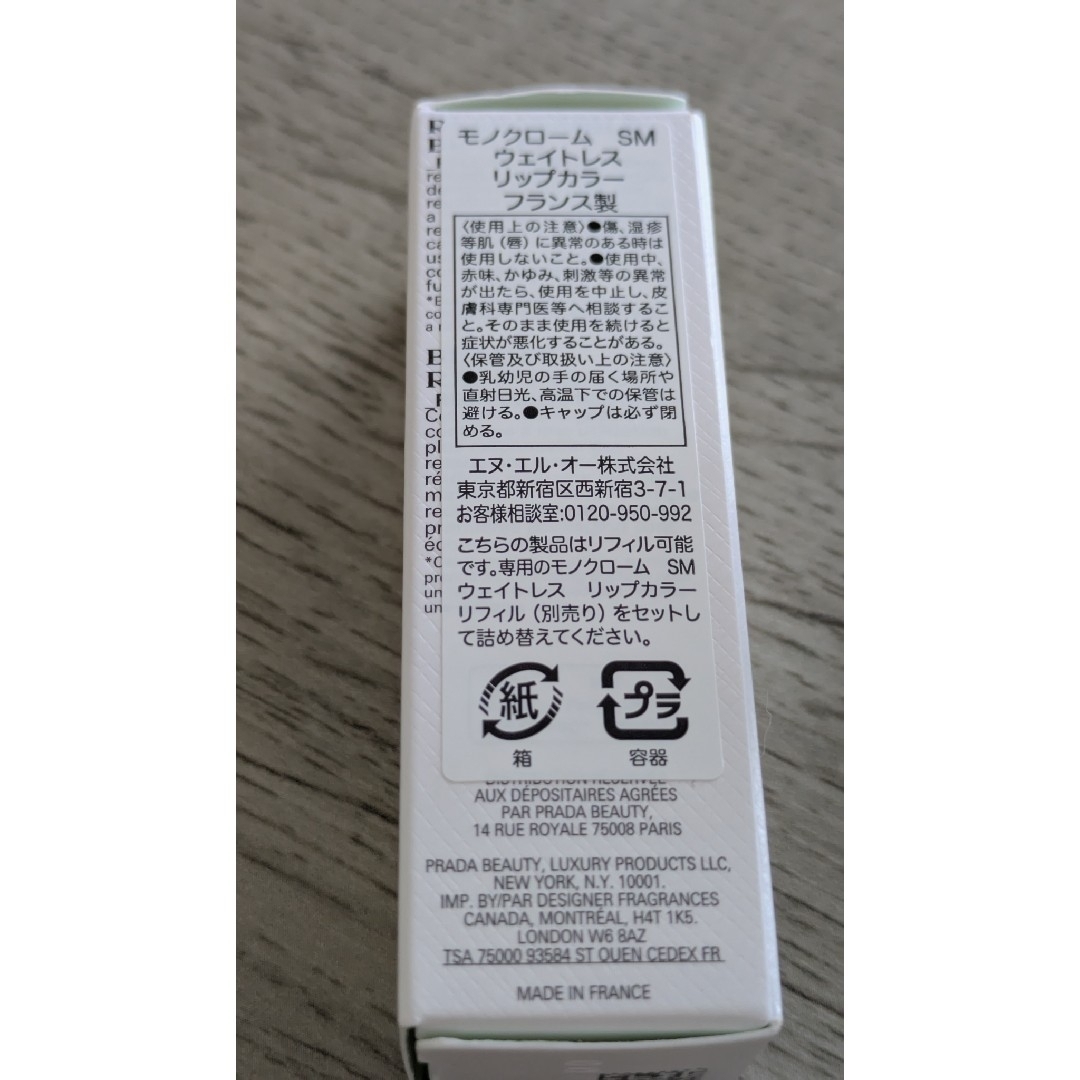 モノクローム SM
ウェイトレス
リップカラー
フランス製
〈使用上の注意〉●傷、湿疹
等肌（唇）に異常のある時は
使用しないこと。●使用中、
赤味、かゆみ、刺激等の異常
が出たら、使用を中止し、皮
膚科専門医等へ相談するこ
と。そのまま使用を続けると
症状が悪化することがある。
〈保管及び取扱い上の注意〉
●乳幼児の手の届く場所や
直射日光、高温下での保管は
避ける。●キャップは必ず閉
める。
エヌ・エル・オー株式会社
東京都新宿区西新宿3-7-1
お客様相談室:0120-950-992
こちらの製品はリフィル可能
です。専用のモノクローム SM
ウェイトレス リップカラー
リフィル（別売り）をセットし
て詰め替えてください。
紙 プラ
箱 容器
DISTRIBUTION RÉSERVÉE
AUX DÉPOSITAIRES AGRÉES
PAR PRADA BEAUTY,
14 RUE ROYALE 75008 PARIS
PRADA BEAUTY, LUXURY PRODUCTS LLC,
NEW YORK, N.Y. 10001.
IMP. BY/PAR DESIGNER FRAGRANCES
CANADA, MONTRÉAL, H4T 1K5.
LONDON W6 8AZ
TSA 75000 93584 ST OUEN CEDEX FR
MADE IN FRANCE